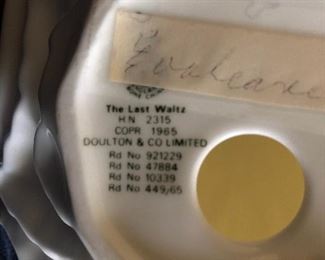 The Last Waltz
H N 2315
COPR 1965
DOULTON & CO LIMITED
Rd No 921229
Rd No 47884
Rd No 10339
Rd No 449/65